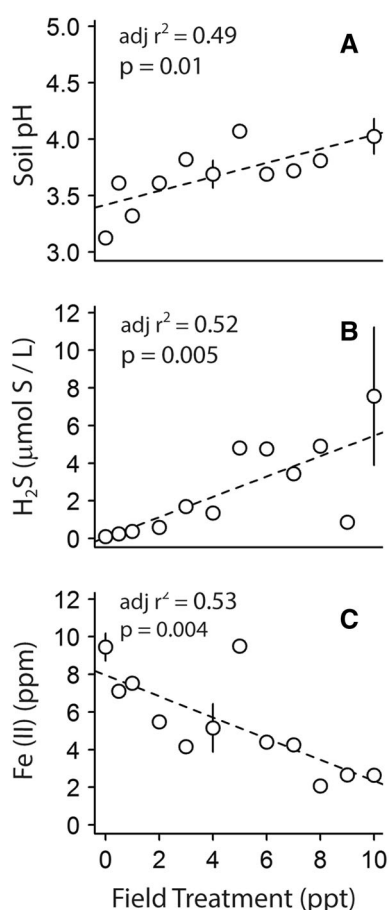 5.0
adj r² = 0.49
A
p = 0.01
4.5
4.0
3.5
3.0
Soil pH
12
adj r² = 0.52
B
p = 0.005
10
8
6
4
2
0
H₂S (μmol S / L)
12
adj r² = 0.53
C
p = 0.004
10
8
6
4
2
0
Fe (II) (ppm)
0 2 4 6 8 10
Field Treatment (ppt)